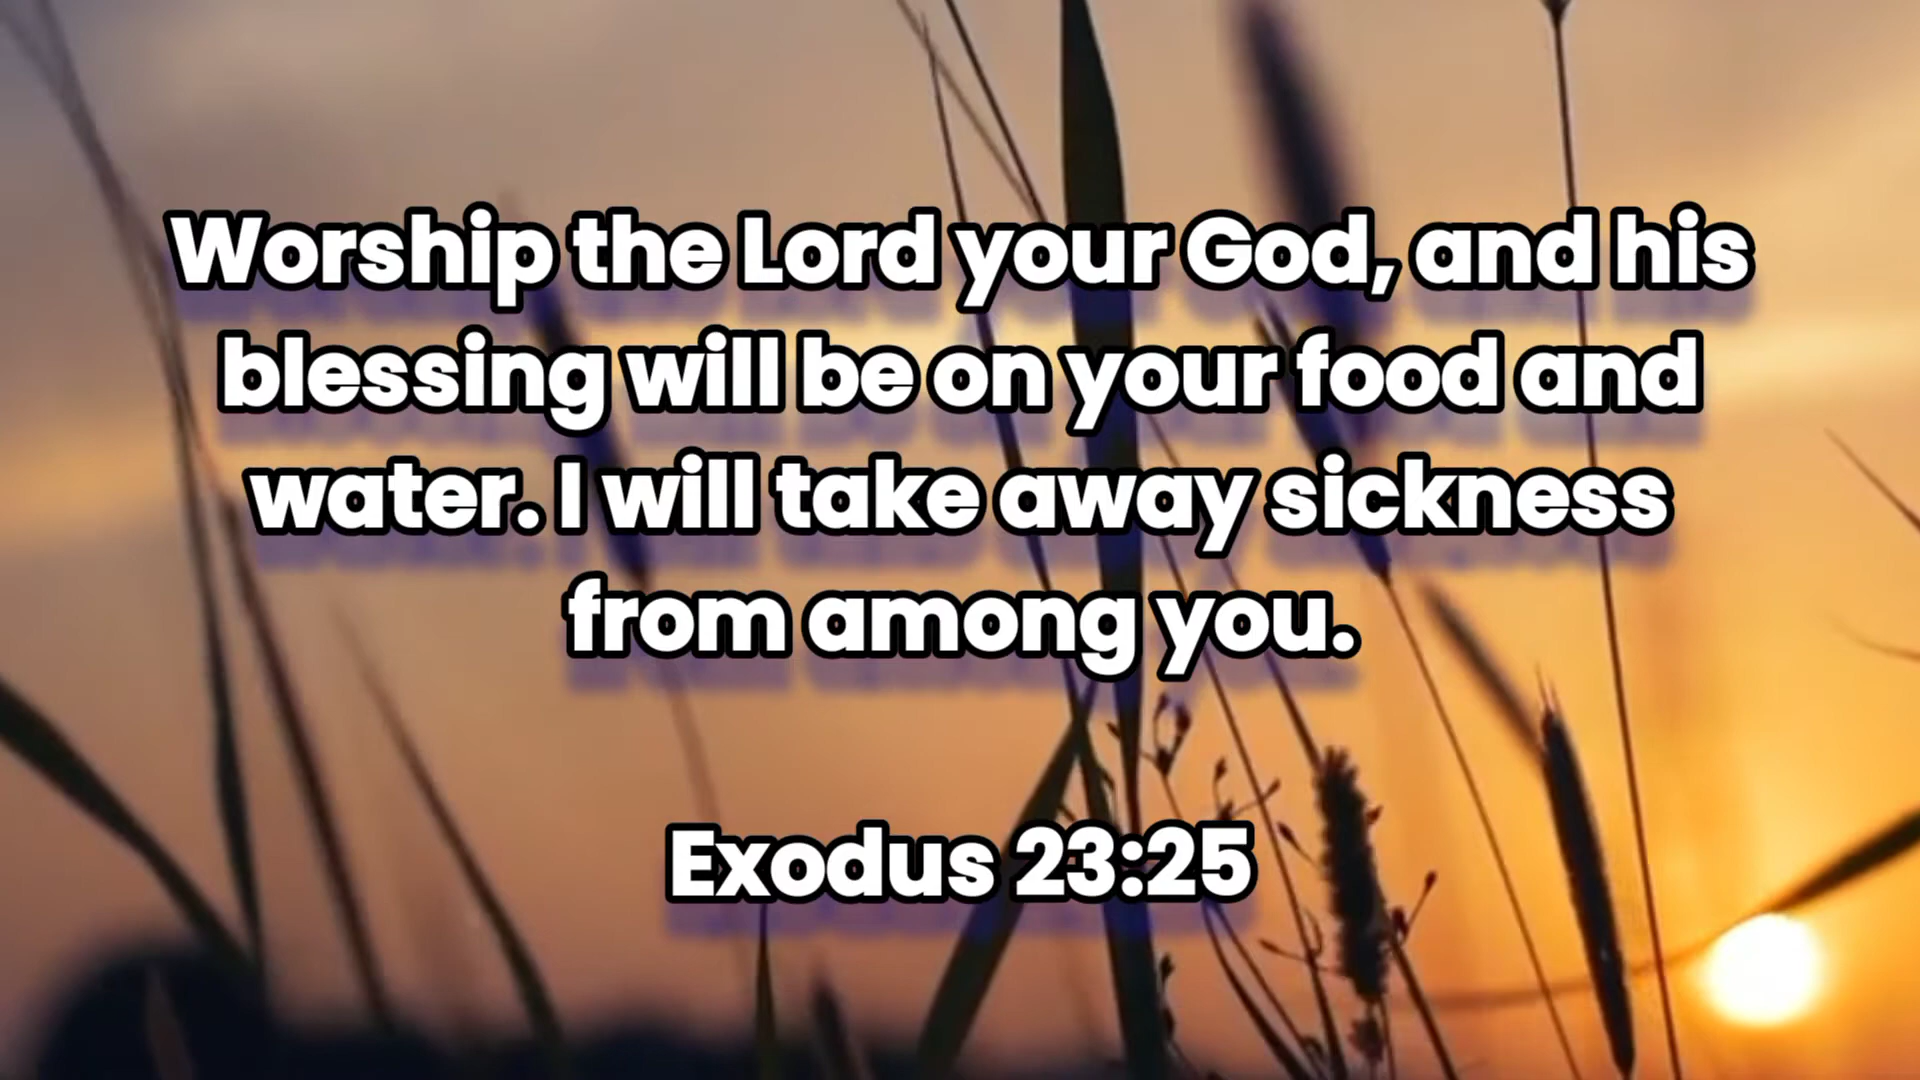 Worship the Lord your God, and his
blessing will be on your food and
water. I will take away sickness
from among you.
Exodus 23:25